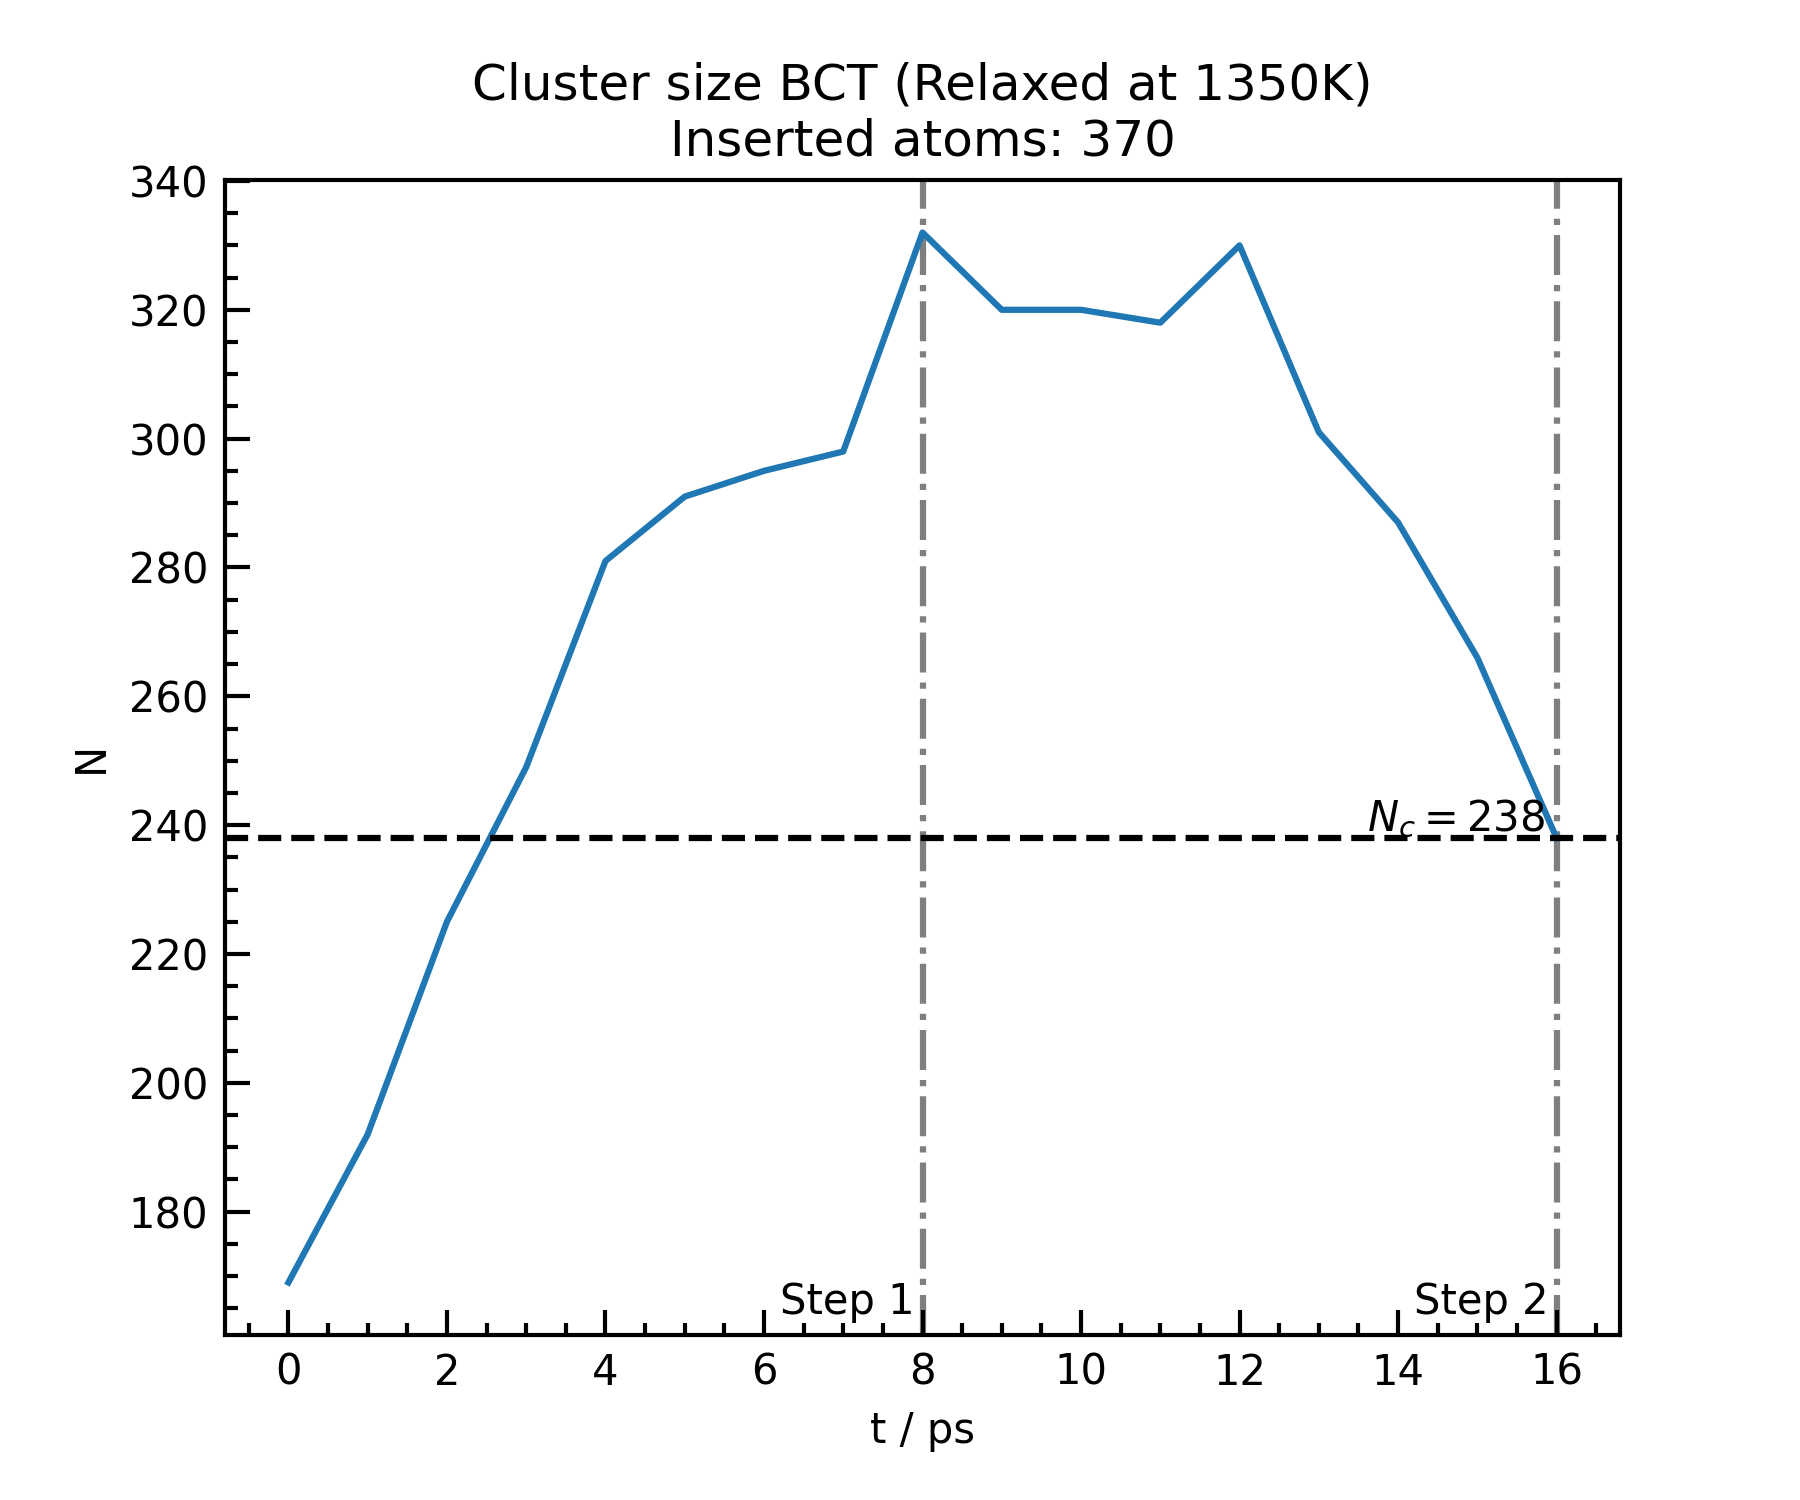 Cluster size BCT (Relaxed at 1350K)
Inserted atoms: 370
340
320
300
280
260
240
220
200
180
N
N_c = 238
Step 1
Step 2
0 2 4 6 8 10 12 14 16
t / ps